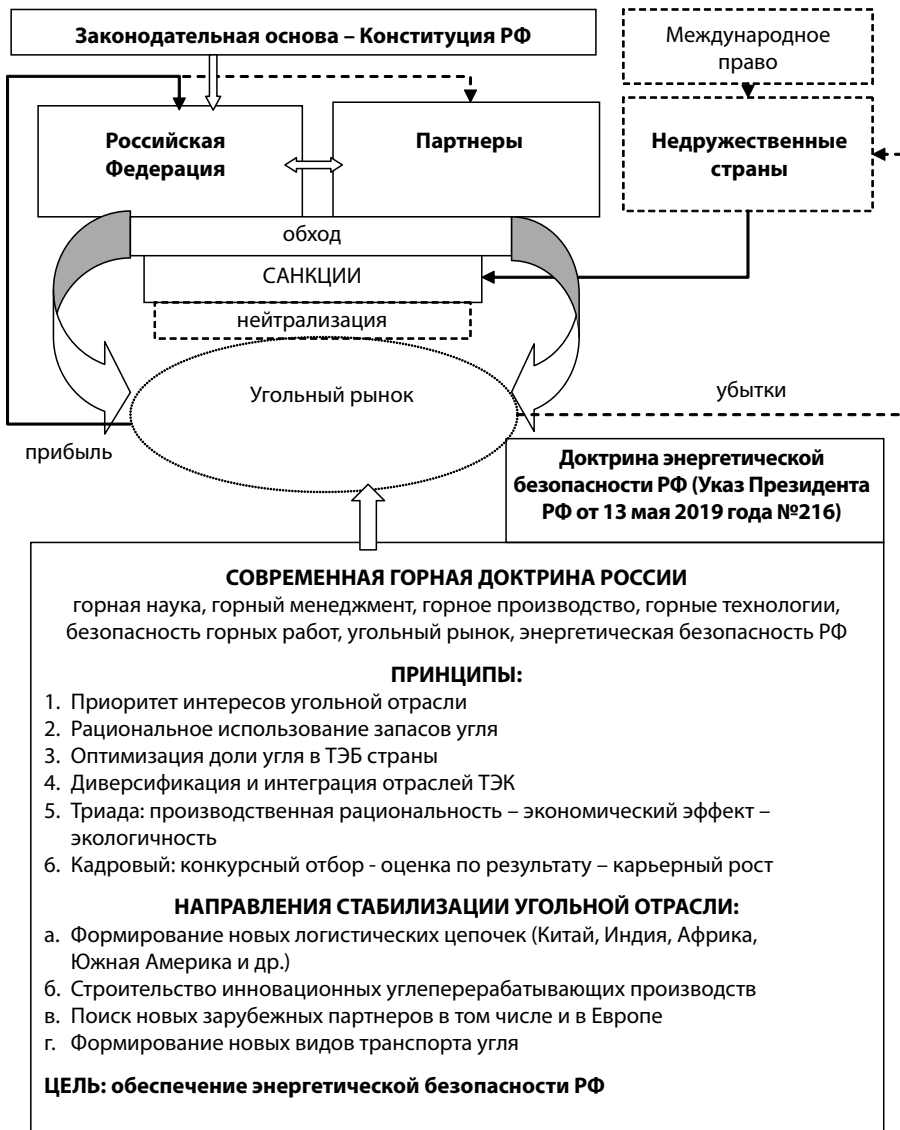 Законодательная основа – Конституция РФ
Международное
право
Российская
Федерация
Партнеры
Недружественные
страны
обход
САНКЦИИ
нейтрализация
Угольный рынок
убытки
прибыль
Доктрина энергетической
безопасности РФ (Указ Президента
РФ от 13 мая 2019 года №216)
СОВРЕМЕННАЯ ГОРНАЯ ДОКТРИНА РОССИИ
горная наука, горный менеджмент, горное производство, горные технологии,
безопасность горных работ, угольный рынок, энергетическая безопасность РФ
ПРИНЦИПЫ:
1. Приоритет интересов угольной отрасли
2. Рациональное использование запасов угля
3. Оптимизация доли угля в ТЭБ страны
4. Диверсификация и интеграция отраслей ТЭК
5. Триада: производственная рациональность – экономический эффект –
экологичность
6. Кадровый: конкурсный отбор - оценка по результату – карьерный рост
НАПРАВЛЕНИЯ СТАБИЛИЗАЦИИ УГОЛЬНОЙ ОТРАСЛИ:
а. Формирование новых логистических цепочек (Китай, Индия, Африка,
Южная Америка и др.)
б. Строительство инновационных углеперерабатывающих производств
в. Поиск новых зарубежных партнеров в том числе и в Европе
г. Формирование новых видов транспорта угля
ЦЕЛЬ: обеспечение энергетической безопасности РФ